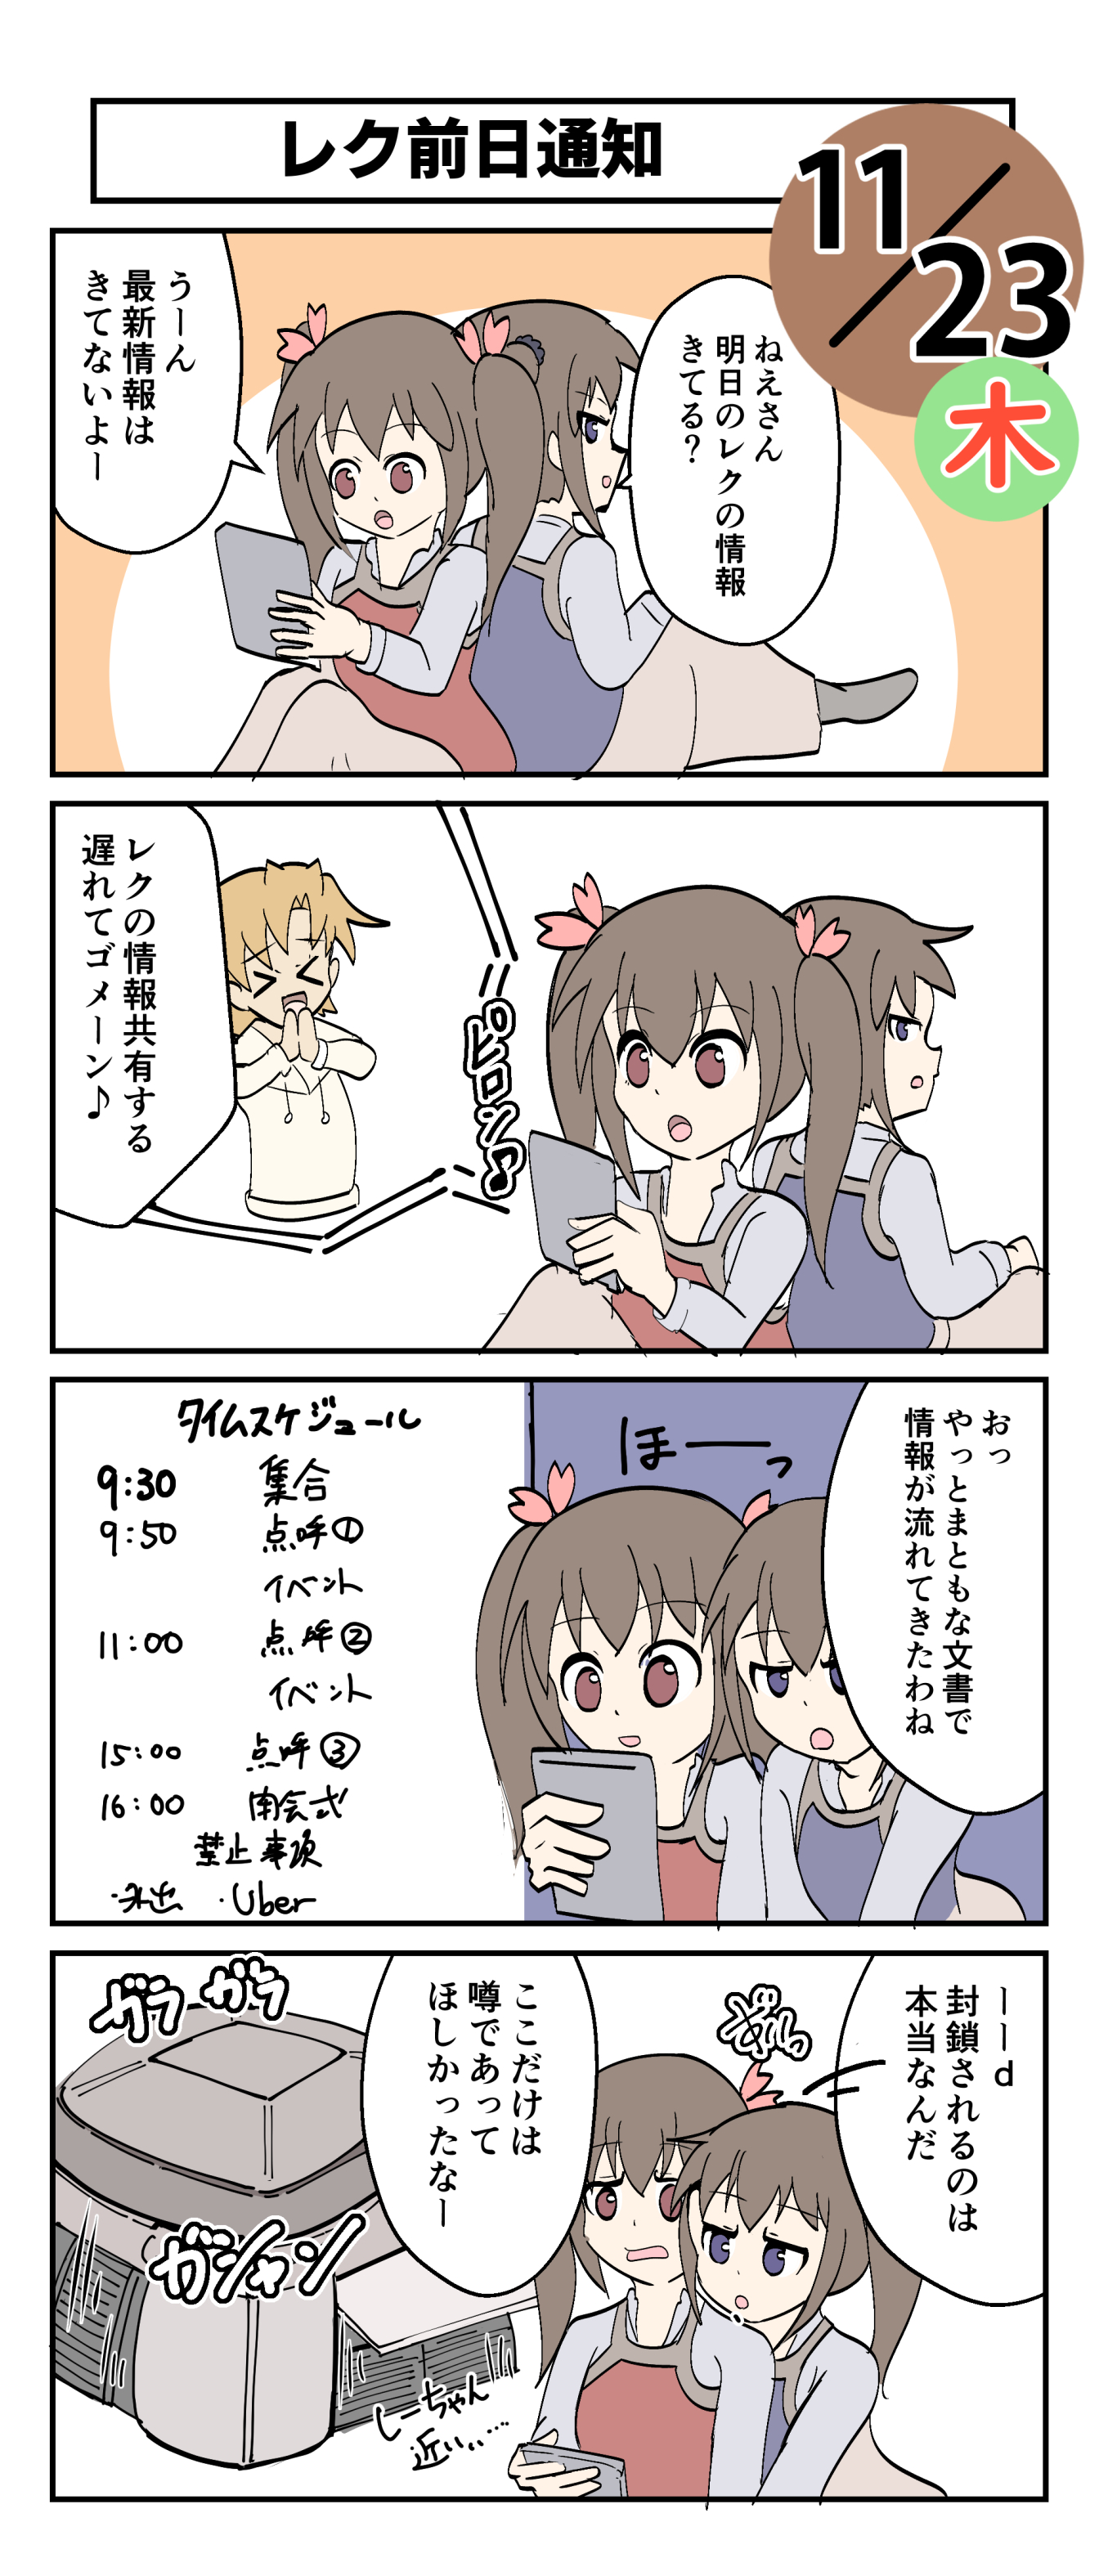 レク前日通知
11/23
木
ねえさん
明日のレクの情報
きてる?
うーん
最新情報は
きてないよー
ピロン♪
レクの情報共有する
遅れてゴメーン♪
おっ
やっとまともな文書で
情報が流れてきたわね
ほーっ
タイムスケジュール
9:30 集合
9:50 点呼①
イベント
11:00 点呼②
イベント
15:00 点呼③
16:00 閉会式
禁止事項
・Uber
ーーd
封鎖されるのは
本当なんだ
ここだけは
噂であって
ほしかったなー
ガラ ガラ
ガシャン
しーちゃん
近い‥…